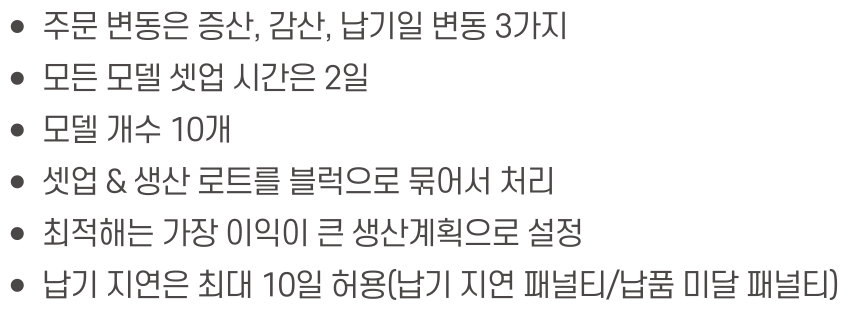 • 주문 변동은 증산, 감산, 납기일 변동 3가지
• 모든 모델 셋업 시간은 2일
• 모델 개수 10개
• 셋업 & 생산 로트를 블럭으로 묶어서 처리
• 최적해는 가장 이익이 큰 생산계획으로 설정
• 납기 지연은 최대 10일 허용(납기 지연 패널티/납품 미달 패널티)